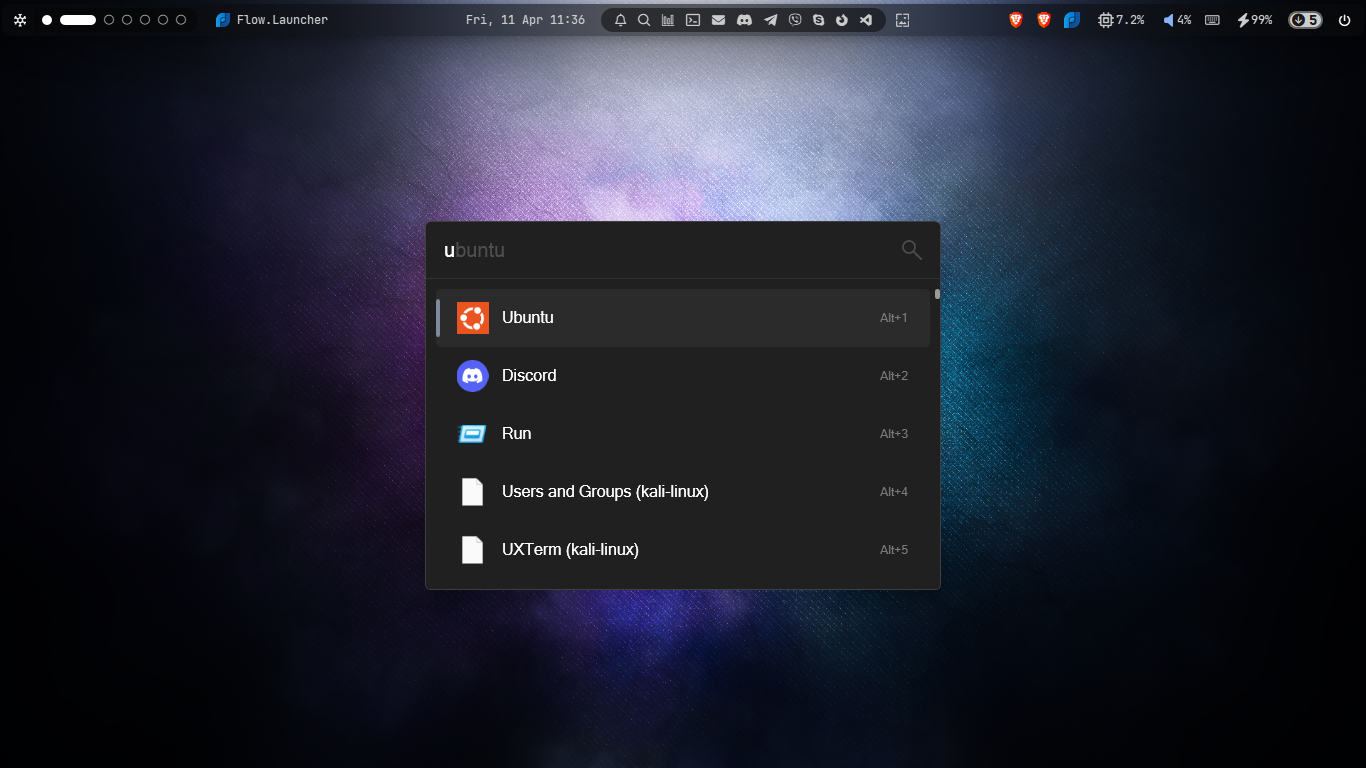 Flow.Launcher
Fri, 11 Apr 11:36
7.2%
4%
99%
5
ubuntu
Ubuntu
Alt+1
Discord
Alt+2
Run
Alt+3
Users and Groups (kali-linux)
Alt+4
UXTerm (kali-linux)
Alt+5